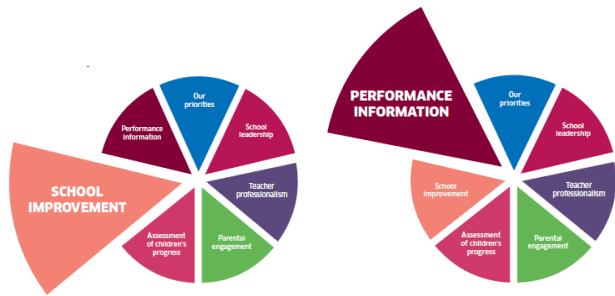 Our
priorities
School
leadership
Teacher
professionalism
Parental
engagement
Assessment
of children's
progress
SCHOOL
IMPROVEMENT
Performance
information
Our
priorities
School
leadership
Teacher
professionalism
Parental
engagement
Assessment
of children's
progress
School
improvement
PERFORMANCE
INFORMATION